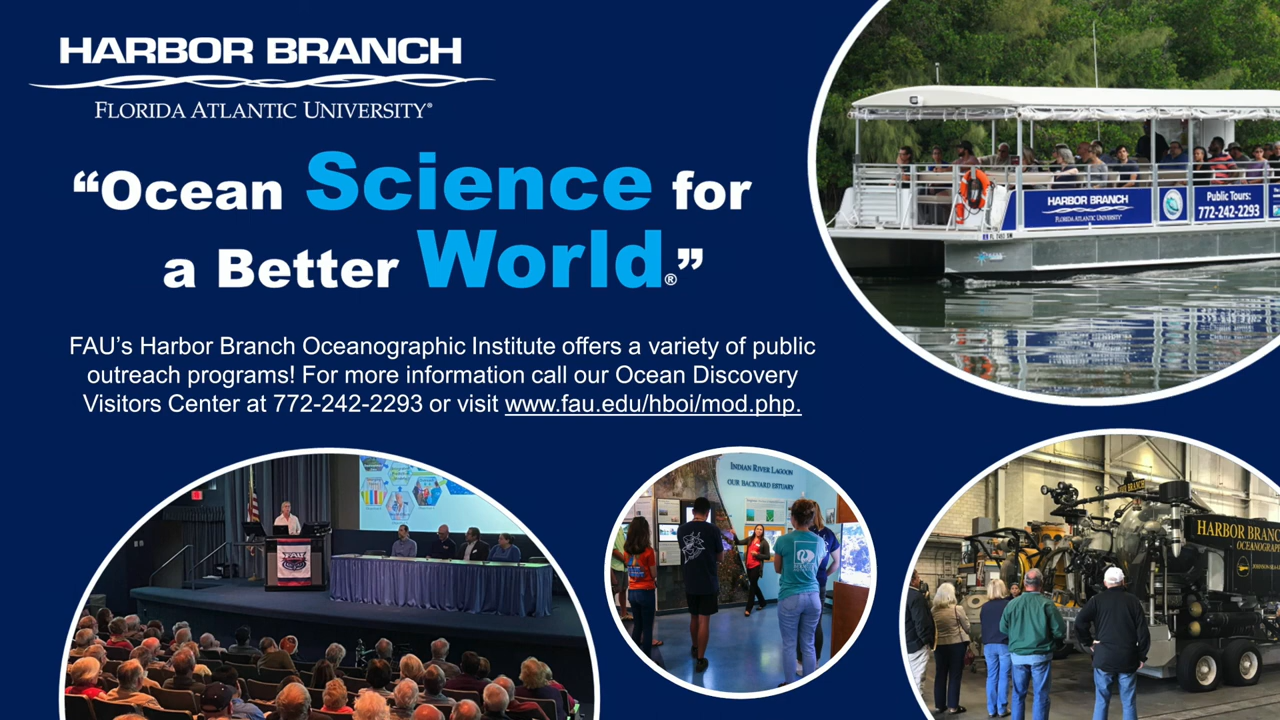 HARBOR BRANCH
FLORIDA ATLANTIC UNIVERSITY®
“Ocean Science for
a Better World®”
FAU’s Harbor Branch Oceanographic Institute offers a variety of public
outreach programs! For more information call our Ocean Discovery
Visitors Center at 772-242-2293 or visit www.fau.edu/hboi/mod.php.
HARBOR BRANCH
FLORIDA ATLANTIC UNIVERSITY
Public Tours:
772-242-2293
FAU
INDIAN RIVER LAGOON
OUR BACKYARD ESTUARY
HARBOR BRANC
OCEANOGRAPH